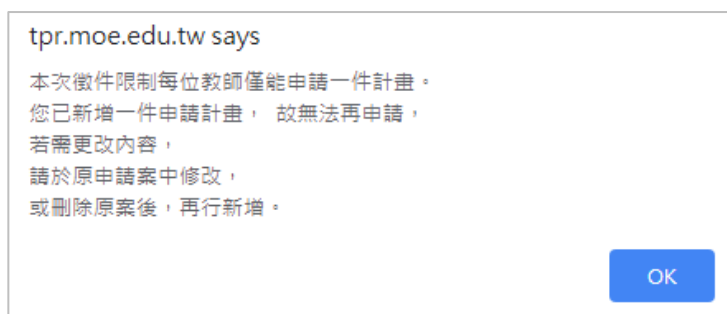 tpr.moe.edu.tw says
本次徵件限制每位教師僅能申請一件計畫。
您已新增一件申請計畫， 故無法再申請，
若需更改內容，
請於原申請案中修改，
或刪除原案後，再行新增。
OK